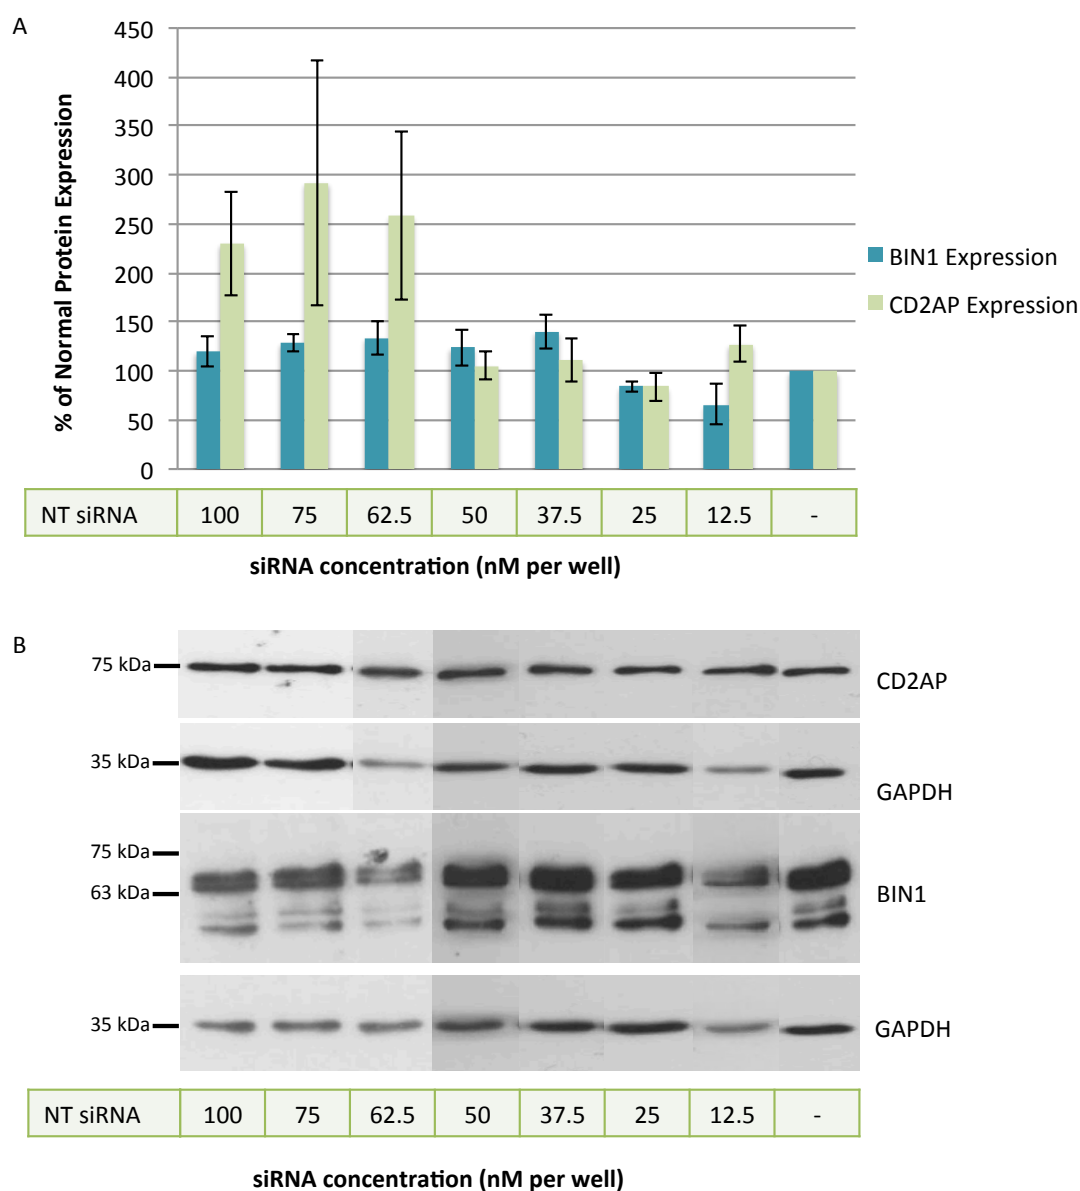 A
% of Normal Protein Expression
450
400
350
300
250
200
150
100
50
0
BIN1 Expression
CD2AP Expression
NT siRNA 100 75 62.5 50 37.5 25 12.5 -
siRNA concentration (nM per well)
B
75 kDa
CD2AP
35 kDa
GAPDH
75 kDa
63 kDa
BIN1
35 kDa
GAPDH
NT siRNA 100 75 62.5 50 37.5 25 12.5 -
siRNA concentration (nM per well)